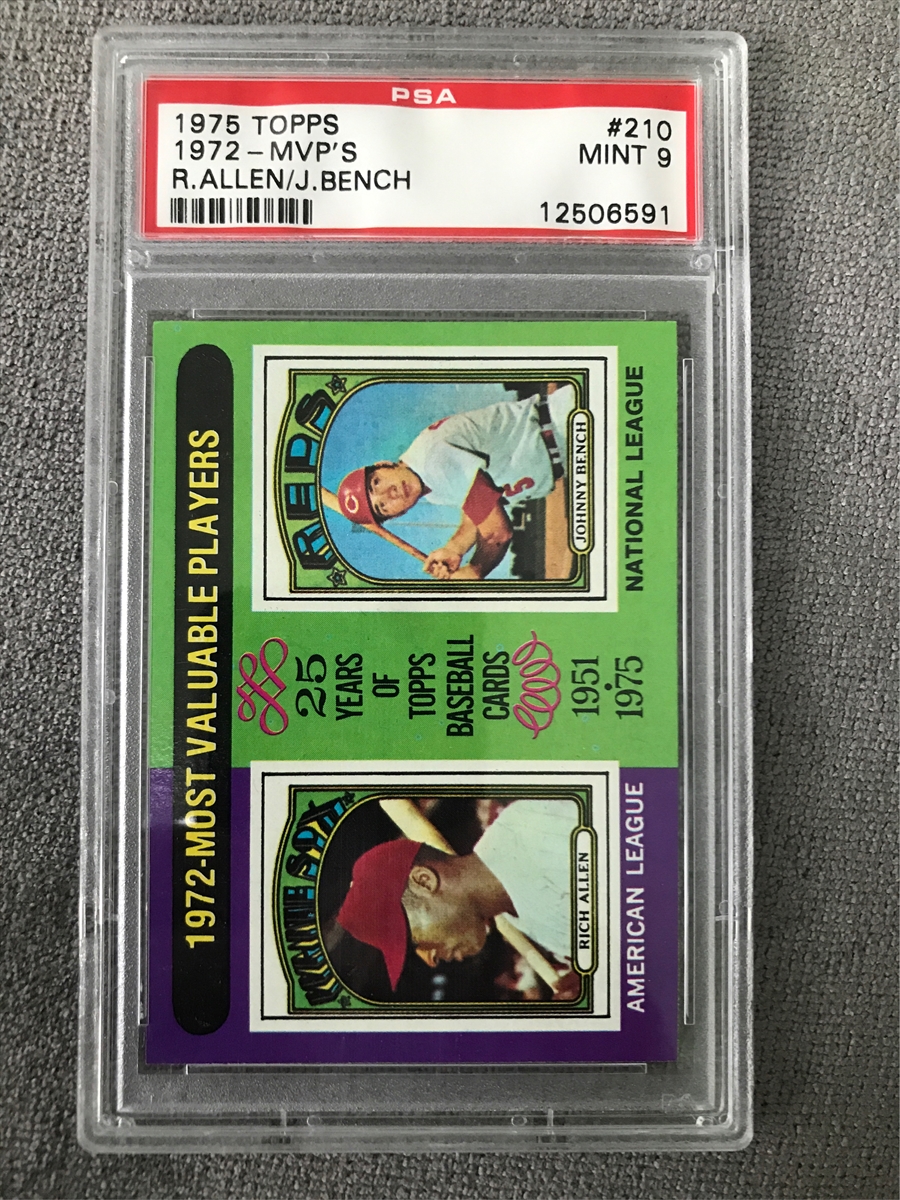 PSA
1975 TOPPS #210
1972-MVP'S MINT 9
R.ALLEN/J.BENCH
12506591
1972-MOST VALUABLE PLAYERS
WHITE SOX
RICH ALLEN
AMERICAN LEAGUE
25
YEARS
OF
TOPPS
BASEBALL
CARDS
1951
•
1975
REDS
C
5
JOHNNY BENCH
NATIONAL LEAGUE